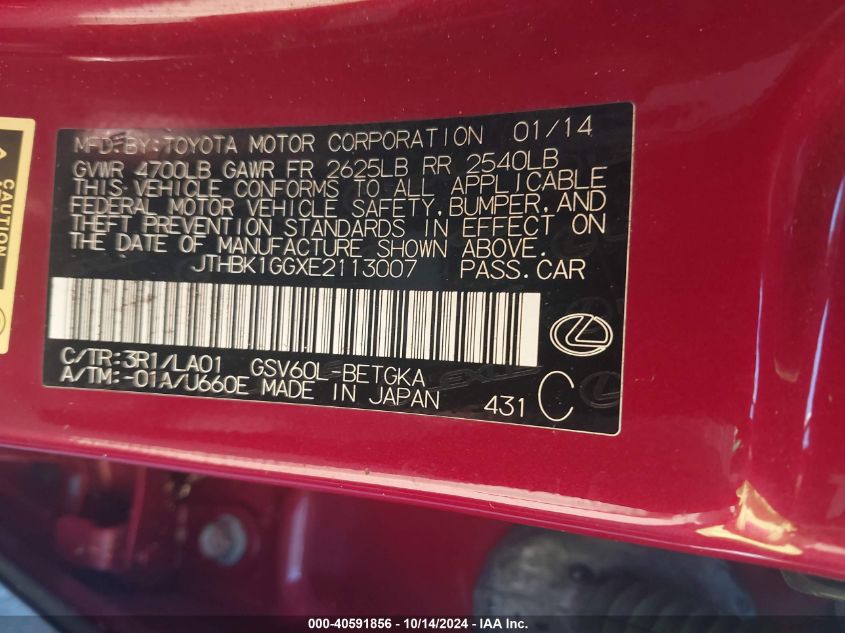 MFD.BY:TOYOTA MOTOR CORPORATION 01/14
GVWR 4700LB GAWR FR 2625LB RR 2540LB
THIS VEHICLE CONFORMS TO ALL APPLICABLE
FEDERAL MOTOR VEHICLE SAFETY,BUMPER,AND
THEFT PREVENTION STANDARDS IN EFFECT ON
THE DATE OF MANUFACTURE SHOWN ABOVE.
JTHBK1GGXE2113007 PASS.CAR
C/TR:3R1/LA01 GSV60L-BETGKA
A/TM:-01A/U660E MADE IN JAPAN
431 C
CAUTION
000-40591856 / 10/14/2024 - IAA Inc.